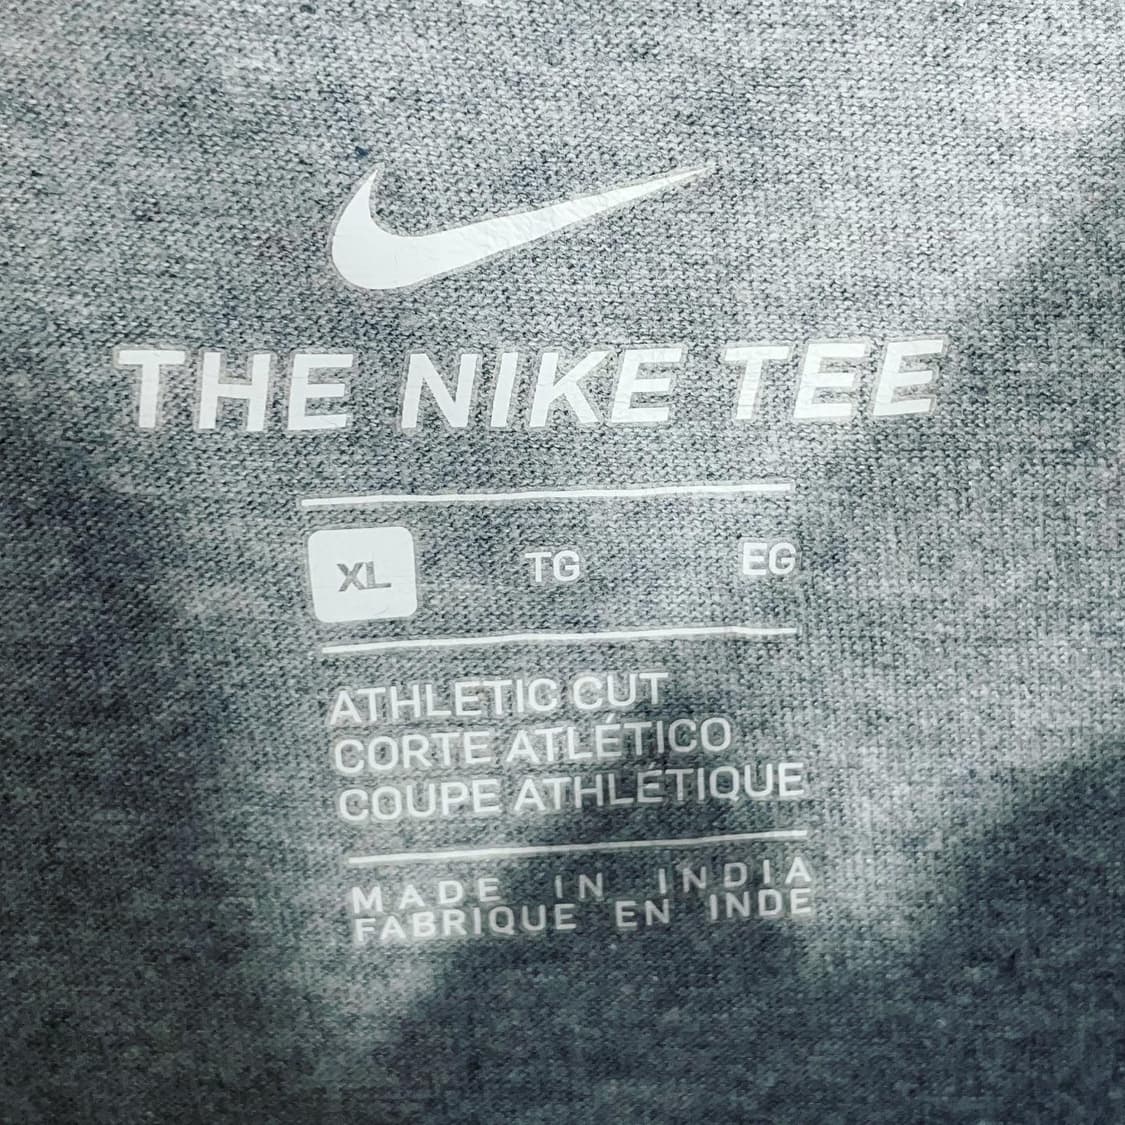 THE NIKE TEE
XL TG EG
ATHLETIC CUT
CORTE ATLÉTICO
COUPE ATHLÉTIQUE
MADE IN INDIA
FABRIQUE EN INDE